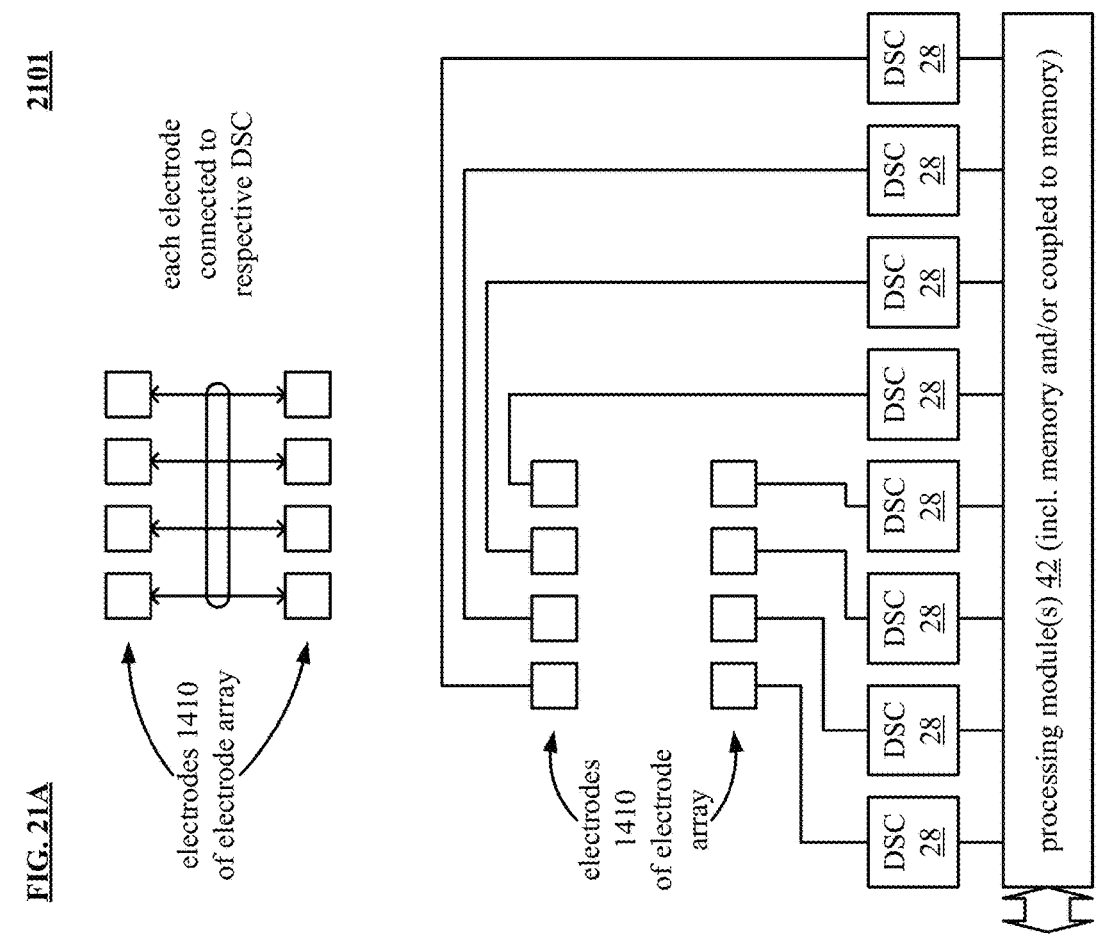 FIG. 21A
2101
electrodes 1410
of electrode array
each electrode
connected to
respective DSC
electrodes
1410
of electrode
array
DSC
28
DSC
28
DSC
28
DSC
28
DSC
28
DSC
28
DSC
28
DSC
28
processing module(s) 42 (incl. memory and/or coupled to memory)